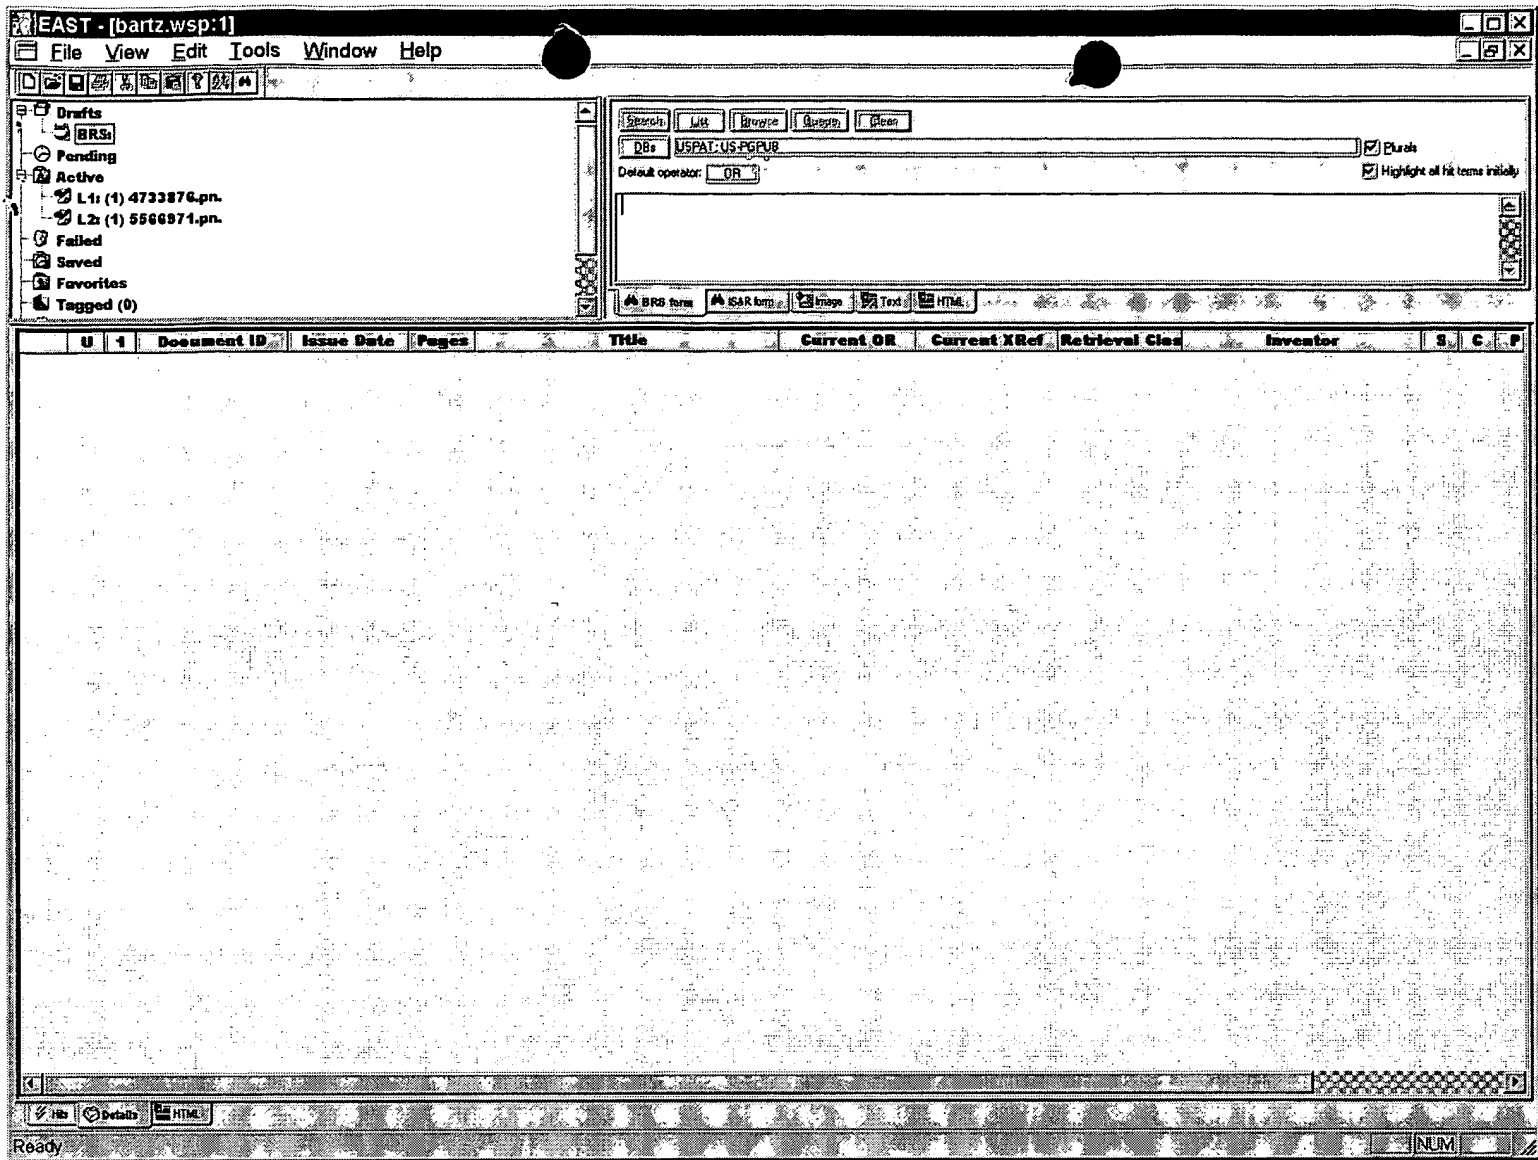 EAST - [bartz.wsp:1]
File View Edit Tools Window Help
Drafts
BRS:
Pending
Active
L1: (1) 4733876.pn.
L2: (1) 5566971.pn.
Failed
Saved
Favorites
Tagged (0)
Search List Browse Queue Clear
DBs USPAT; US-PGPUB Plurals
Default operator: OR Highlight all hit terms initially
BRS form ISAR form Image Text HTML
U 1 Document ID Issue Date Pages Title Current OR Current XRef Retrieval Clas Inventor S C P
Hits Details HTML
Ready NUM